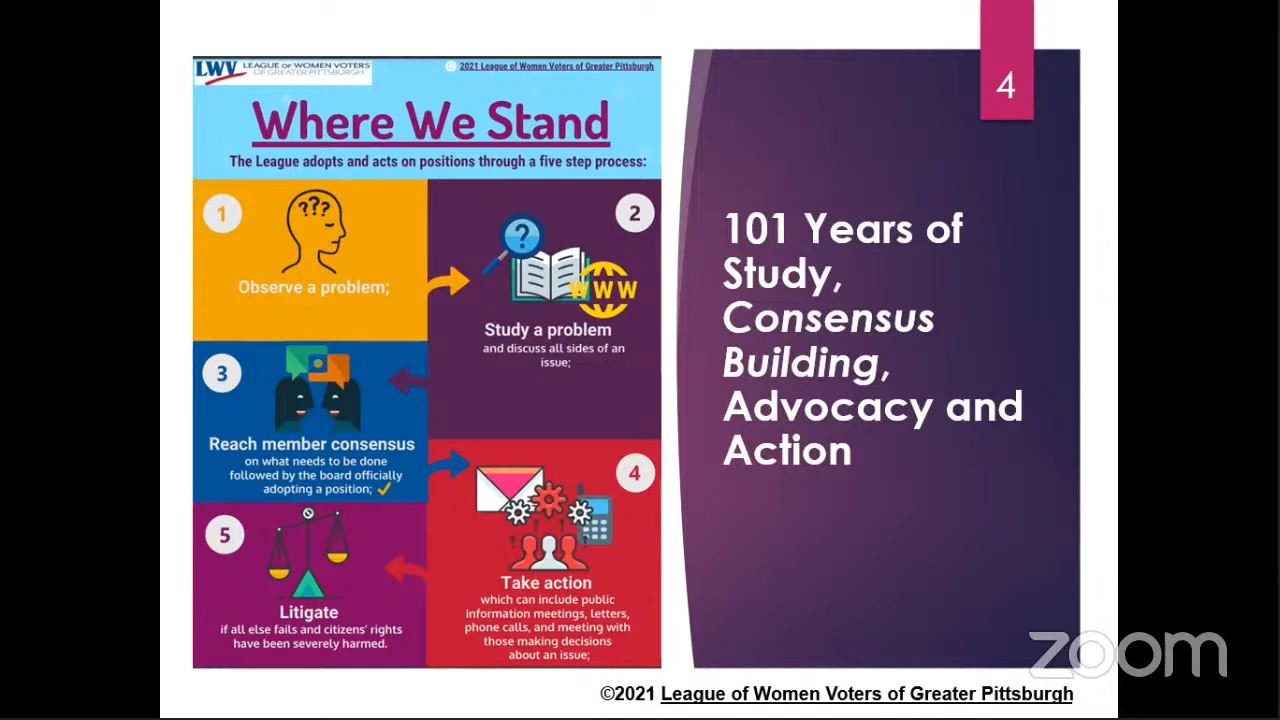 LWV LEAGUE OF WOMEN VOTERS
OF GREATER PITTSBURGH
© 2021 League of Women Voters of Greater Pittsburgh
Where We Stand
The League adopts and acts on positions through a five step process:
1
???
Observe a problem;
2
?
WWW
Study a problem
and discuss all sides of an
issue;
3
Reach member consensus
on what needs to be done
followed by the board officially
adopting a position;
4
Take action
which can include public
information meetings, letters,
phone calls, and meeting with
those making decisions
about an issue;
5
Litigate
if all else fails and citizens' rights
have been severely harmed.
4
101 Years of
Study,
Consensus
Building,
Advocacy and
Action
zoom
©2021 League of Women Voters of Greater Pittsburgh